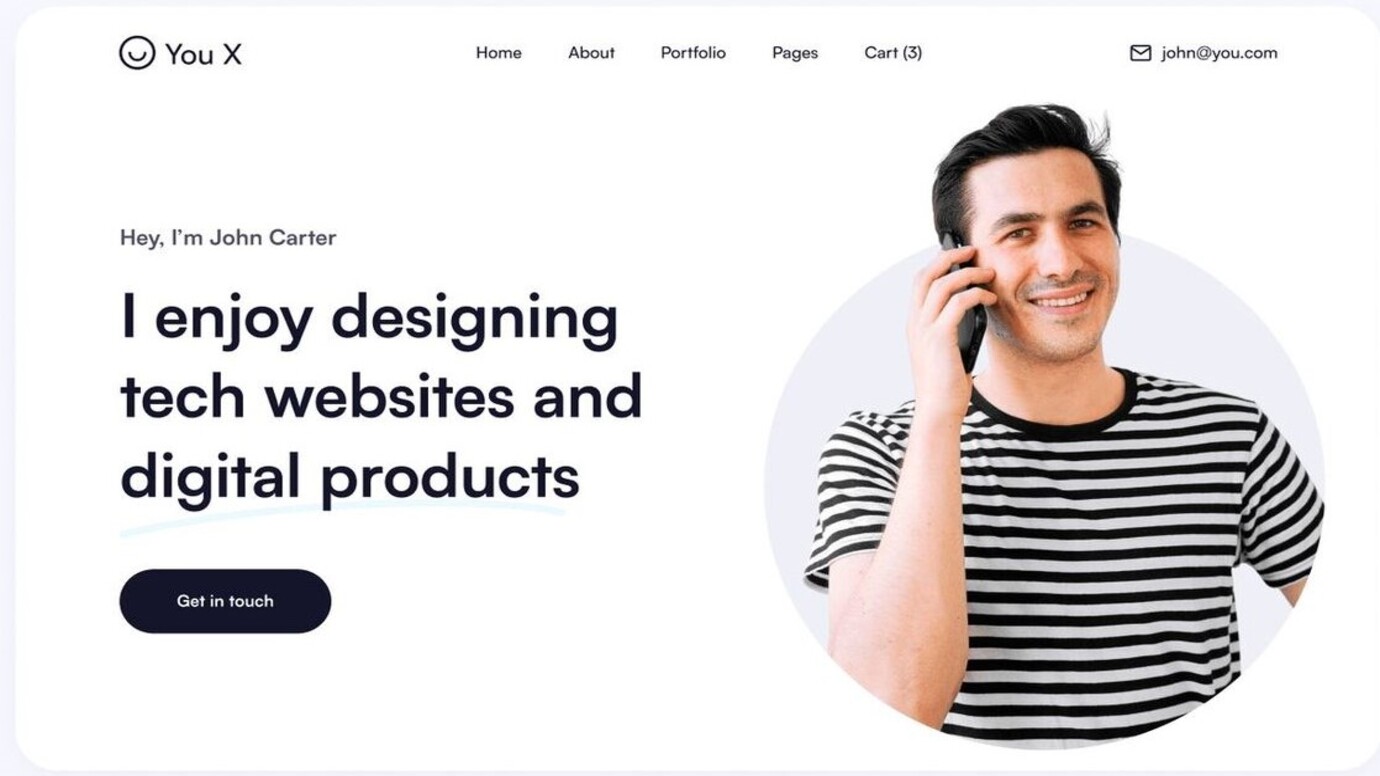 You X
Home About Portfolio Pages Cart (3)
john@you.com
Hey, I’m John Carter
I enjoy designing
tech websites and
digital products
Get in touch